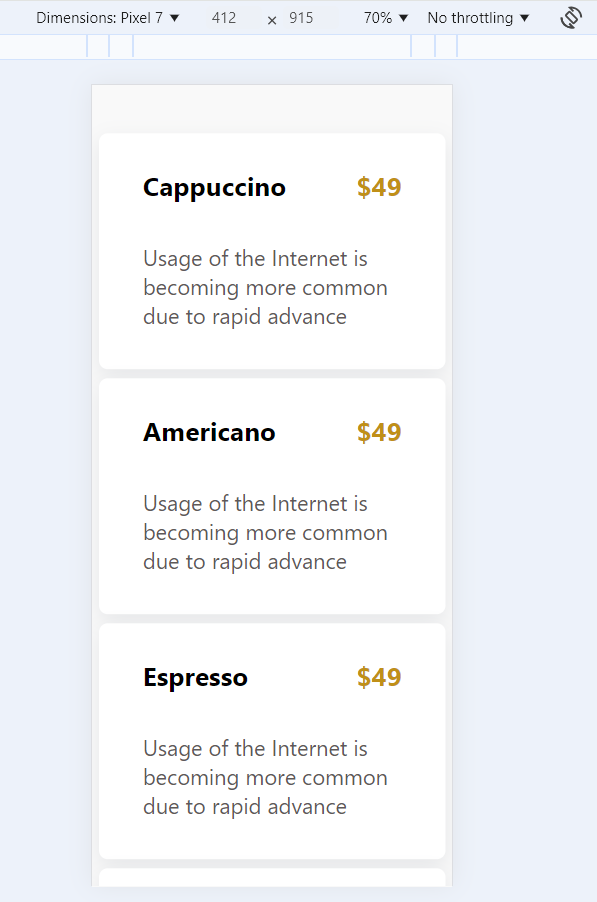 Dimensions: Pixel 7 ▼ 412 × 915 70% ▼ No throttling ▼
Cappuccino $49
Usage of the Internet is
becoming more common
due to rapid advance
Americano $49
Usage of the Internet is
becoming more common
due to rapid advance
Espresso $49
Usage of the Internet is
becoming more common
due to rapid advance